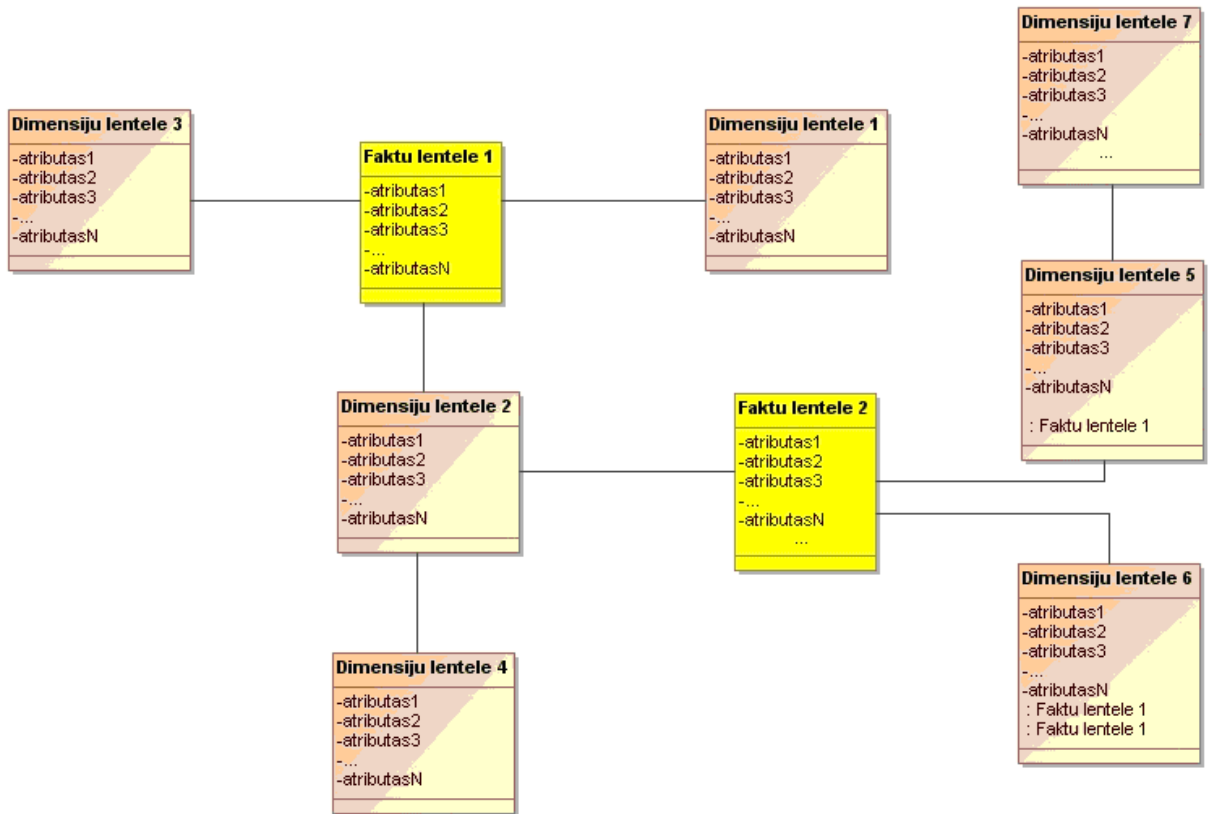 Dimensiju lentele 3
-atributas1
-atributas2
-atributas3
-...
-atributasN
Faktu lentele 1
-atributas1
-atributas2
-atributas3
-...
-atributasN
Dimensiju lentele 1
-atributas1
-atributas2
-atributas3
-...
-atributasN
Dimensiju lentele 7
-atributas1
-atributas2
-atributas3
-...
-atributasN
...
Dimensiju lentele 5
-atributas1
-atributas2
-atributas3
-...
-atributasN
: Faktu lentele 1
Dimensiju lentele 2
-atributas1
-atributas2
-atributas3
-...
-atributasN
Faktu lentele 2
-atributas1
-atributas2
-atributas3
-...
-atributasN
...
Dimensiju lentele 6
-atributas1
-atributas2
-atributas3
-...
-atributasN
: Faktu lentele 1
: Faktu lentele 1
Dimensiju lentele 4
-atributas1
-atributas2
-atributas3
-...
-atributasN